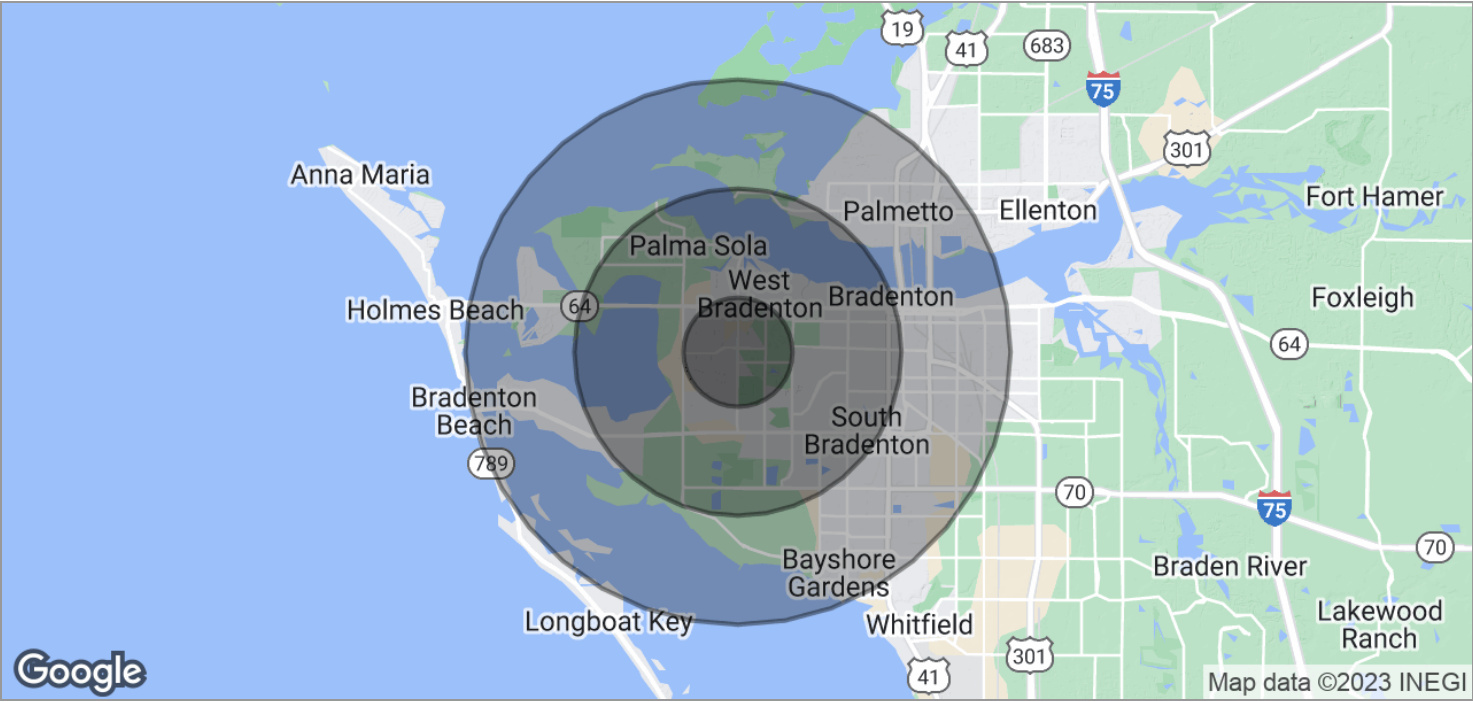 19
41
683
75
301
Anna Maria
Fort Hamer
Palmetto
Ellenton
Palma Sola
West
Bradenton
Bradenton
Foxleigh
64
Holmes Beach
64
Bradenton
Beach
South
Bradenton
789
70
75
70
Bayshore
Gardens
Braden River
Longboat Key
Whitfield
Lakewood
Ranch
301
41
Google
Map data ©2023 INEGI